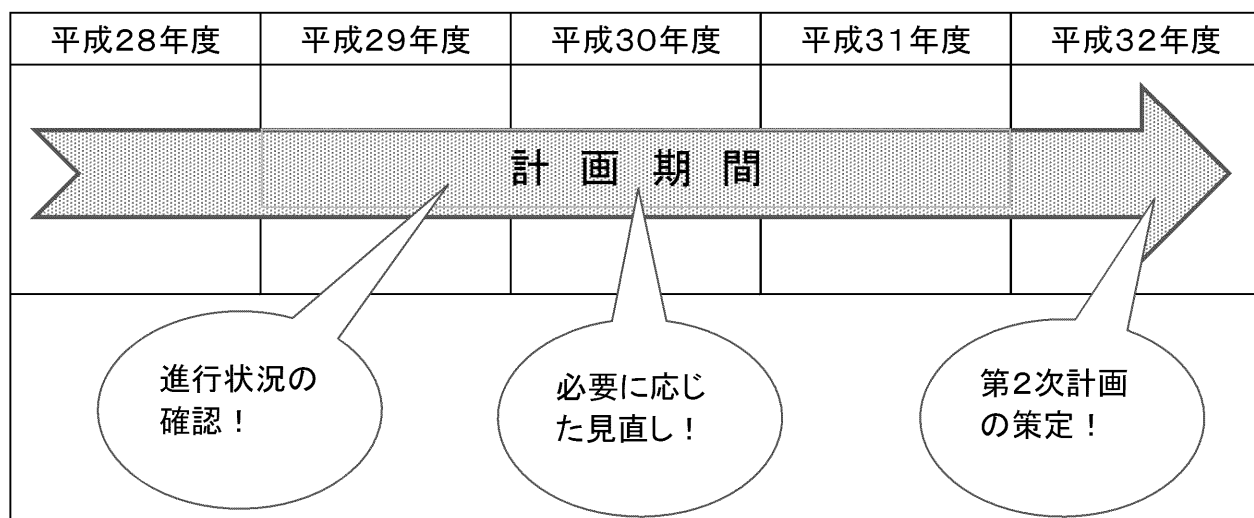 平成28年度 平成29年度 平成30年度 平成31年度 平成32年度
計画期間
進行状況の
確認！
必要に応じ
た見直し！
第2次計画
の策定！